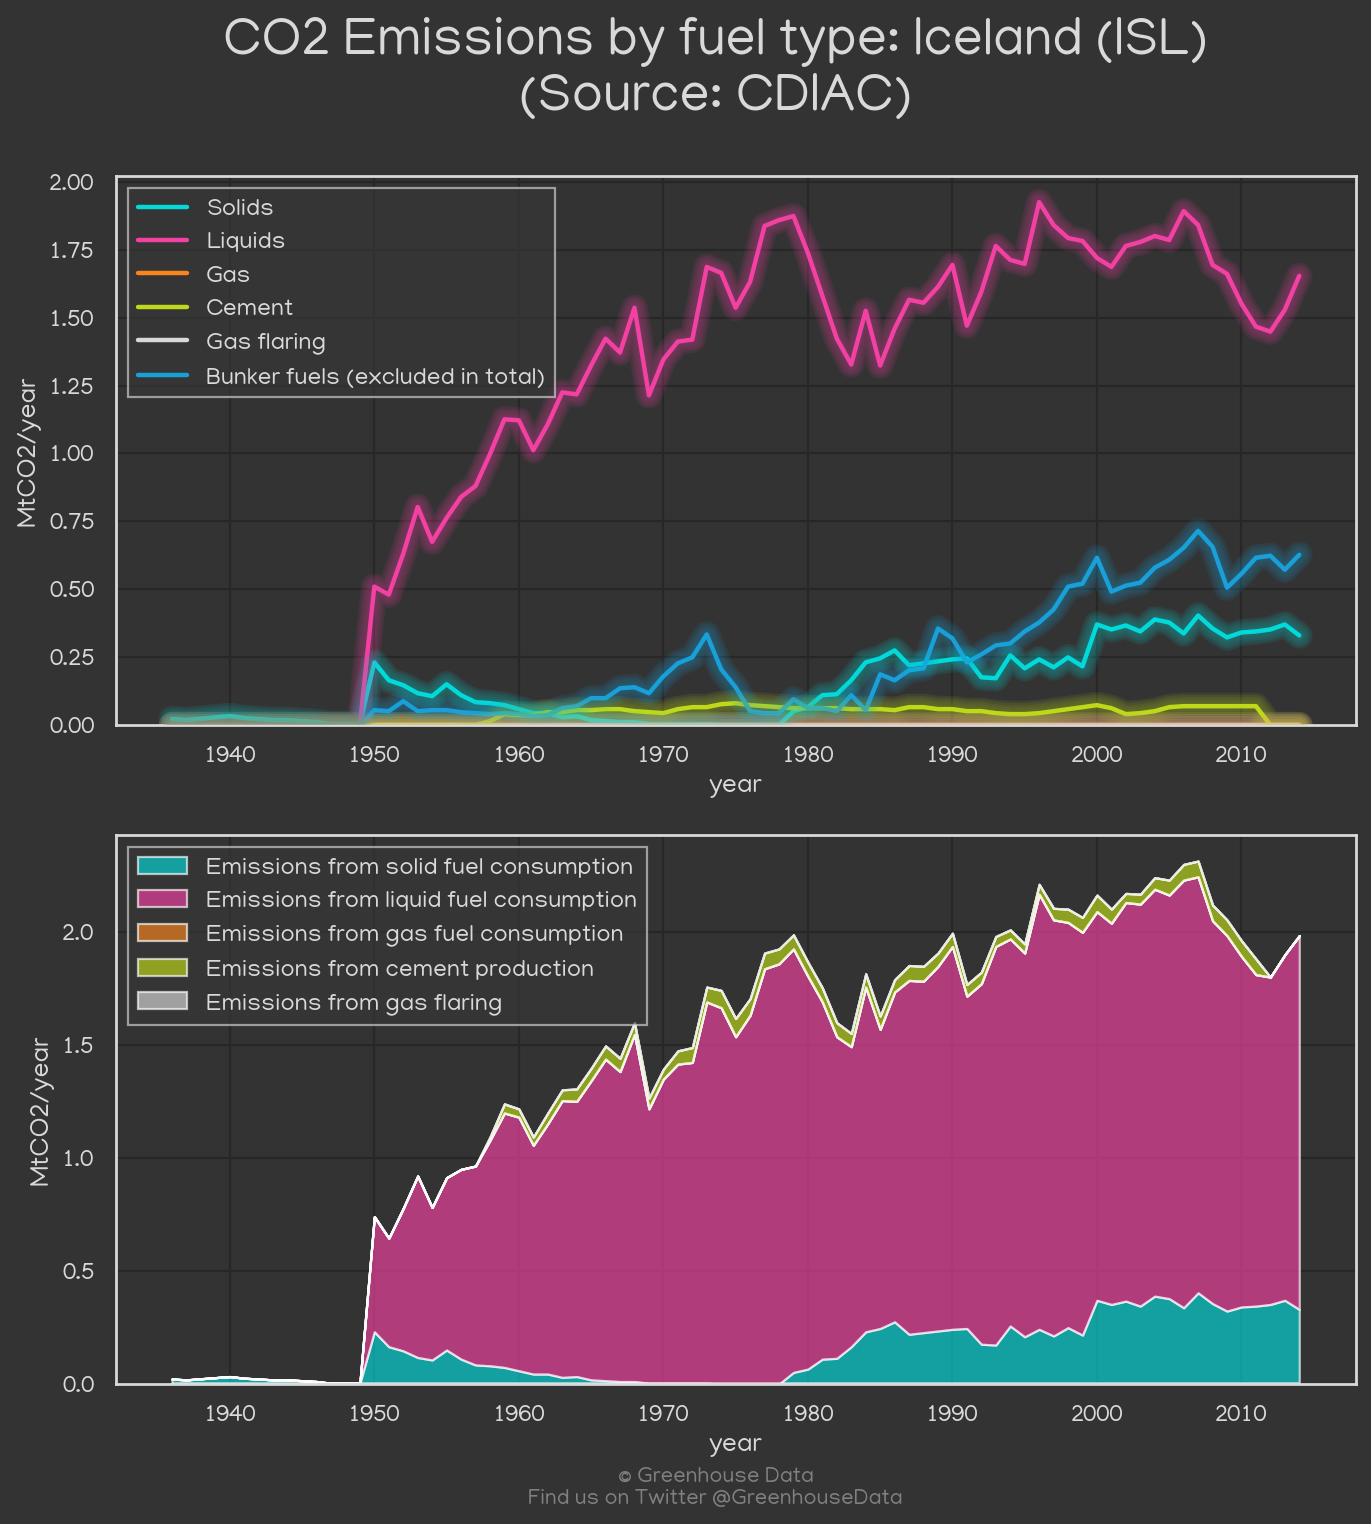 CO2 Emissions by fuel type: Iceland (ISL)
(Source: CDIAC)
2.00
1.75
1.50
1.25
1.00
0.75
0.50
0.25
0.00
MtCO2/year
Solids
Liquids
Gas
Cement
Gas flaring
Bunker fuels (excluded in total)
1940 1950 1960 1970 1980 1990 2000 2010
year
2.0
1.5
1.0
0.5
0.0
MtCO2/year
Emissions from solid fuel consumption
Emissions from liquid fuel consumption
Emissions from gas fuel consumption
Emissions from cement production
Emissions from gas flaring
1940 1950 1960 1970 1980 1990 2000 2010
year
© Greenhouse Data
Find us on Twitter @GreenhouseData